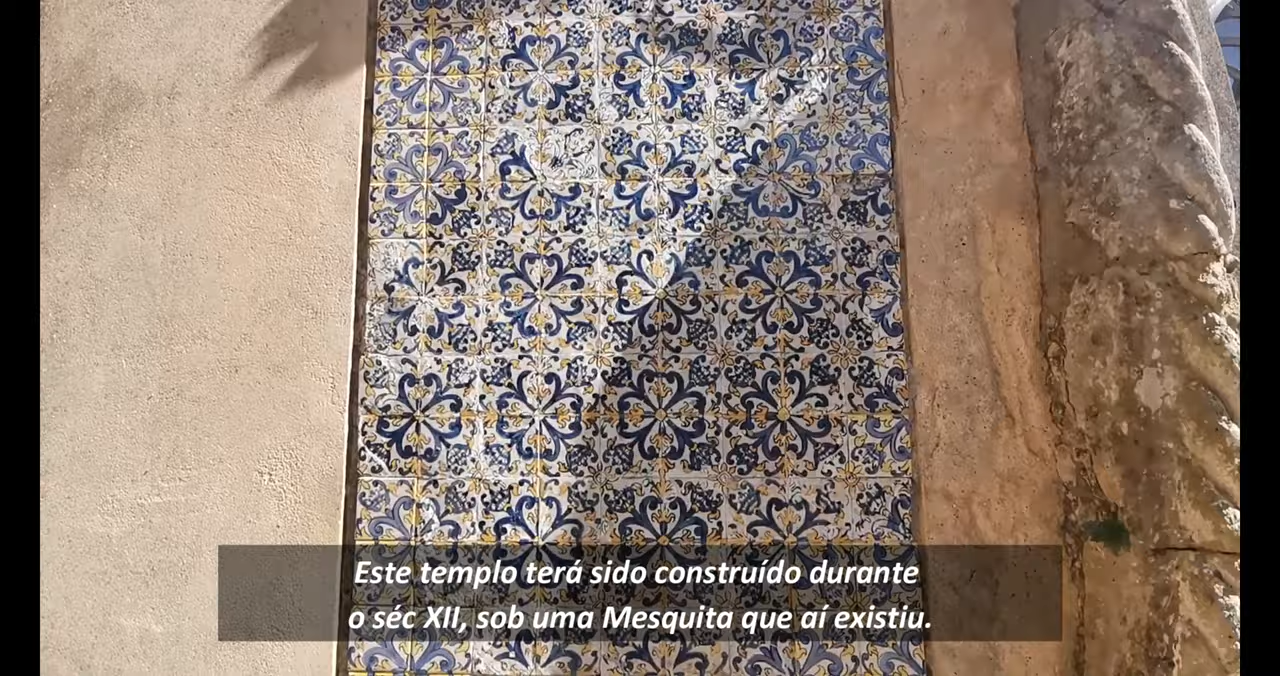 Este templo terá sido construído durante
o séc XII, sob uma Mesquita que aí existiu.